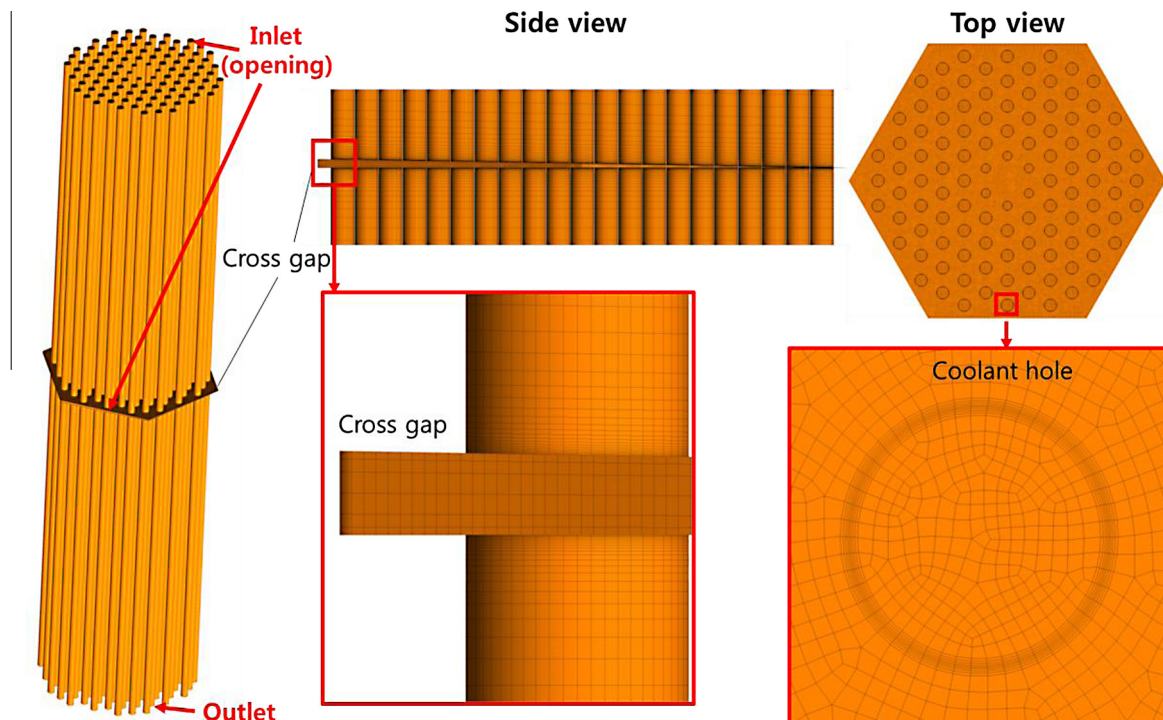 Side view
Top view
Inlet
(opening)
Cross gap
Cross gap
Coolant hole
Outlet